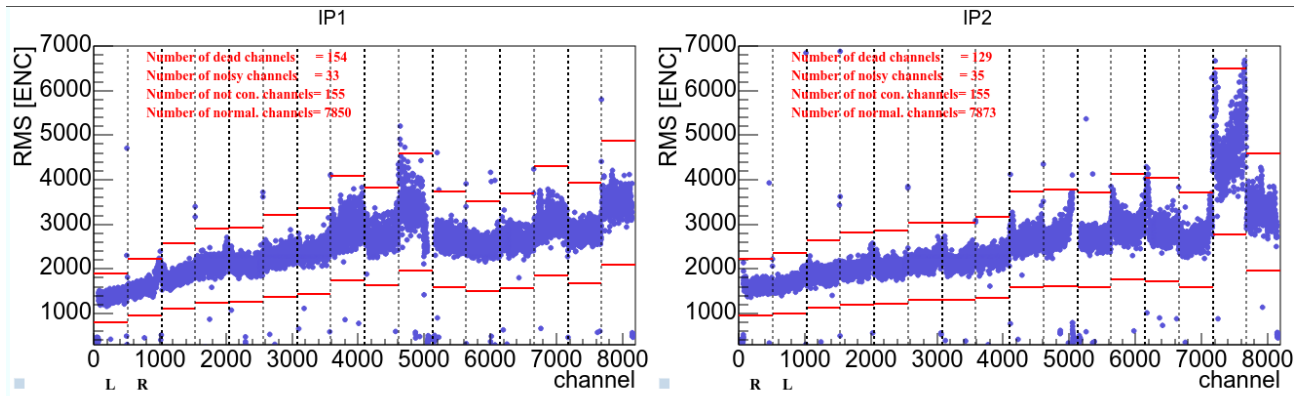 IP1
Number of dead channels = 154
Number of noisy channels = 33
Number of not con. channels= 155
Number of normal. channels= 7850
RMS [ENC]
7000
6000
5000
4000
3000
2000
1000
0 1000 2000 3000 4000 5000 6000 7000 8000
channel
L R
IP2
Number of dead channels = 129
Number of noisy channels = 35
Number of not con. channels= 155
Number of normal. channels= 7873
RMS [ENC]
7000
6000
5000
4000
3000
2000
1000
0 1000 2000 3000 4000 5000 6000 7000 8000
channel
R L